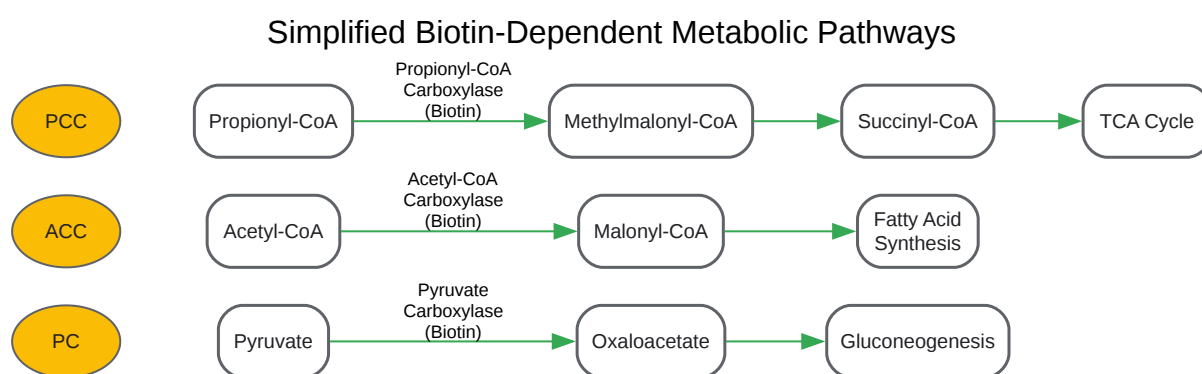 Simplified Biotin-Dependent Metabolic Pathways
PCC
Propionyl-CoA
Propionyl-CoA
Carboxylase
(Biotin)
Methylmalonyl-CoA
Succinyl-CoA
TCA Cycle
ACC
Acetyl-CoA
Acetyl-CoA
Carboxylase
(Biotin)
Malonyl-CoA
Fatty Acid
Synthesis
PC
Pyruvate
Pyruvate
Carboxylase
(Biotin)
Oxaloacetate
Gluconeogenesis